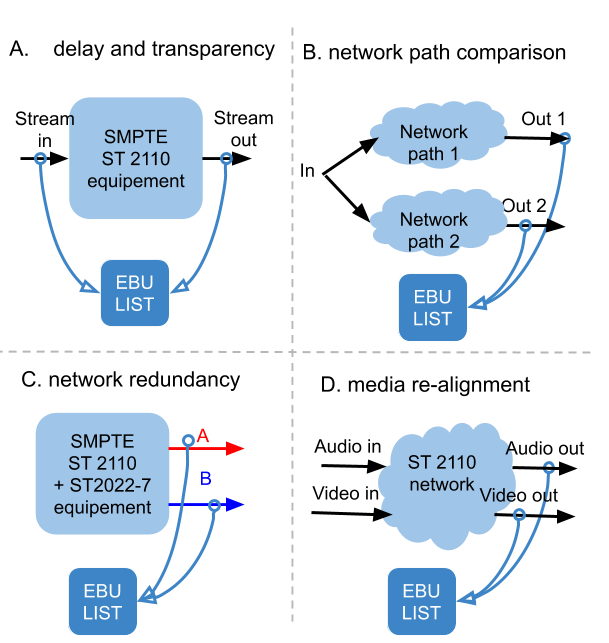 A. delay and transparency
Stream
in
SMPTE
ST 2110
equipement
Stream
out
EBU
LIST
B. network path comparison
In
Network
path 1
Out 1
Network
path 2
Out 2
EBU
LIST
C. network redundancy
SMPTE
ST 2110
+ ST2022-7
equipement
A
B
EBU
LIST
D. media re-alignment
Audio in
Video in
ST 2110
network
Audio out
Video out
EBU
LIST